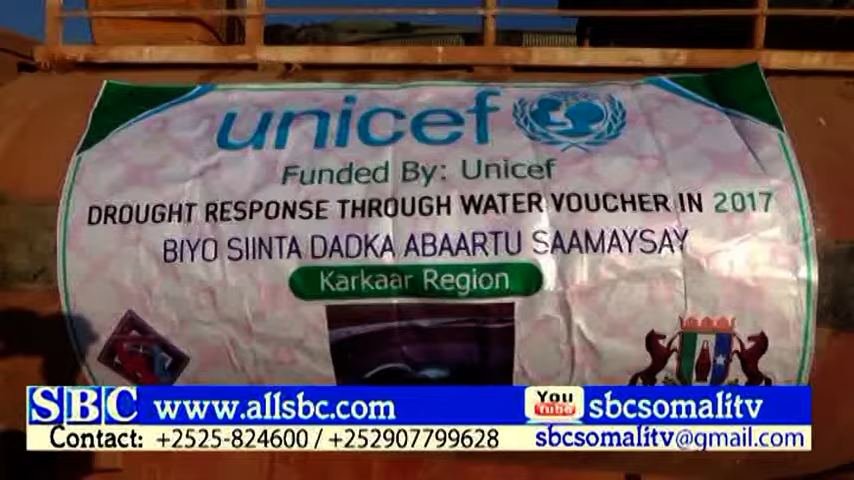 unicef
Funded By: Unicef
DROUGHT RESPONSE THROUGH WATER VOUCHER IN 2017
BIYO SIINTA DADKA ABAARTU SAAMAYSAY
Karkaar Region
SBC www.allsbc.com You Tube sbcsomalitv
Contact: +2525-824600 / +252907799628 sbcsomalitv@gmail.com